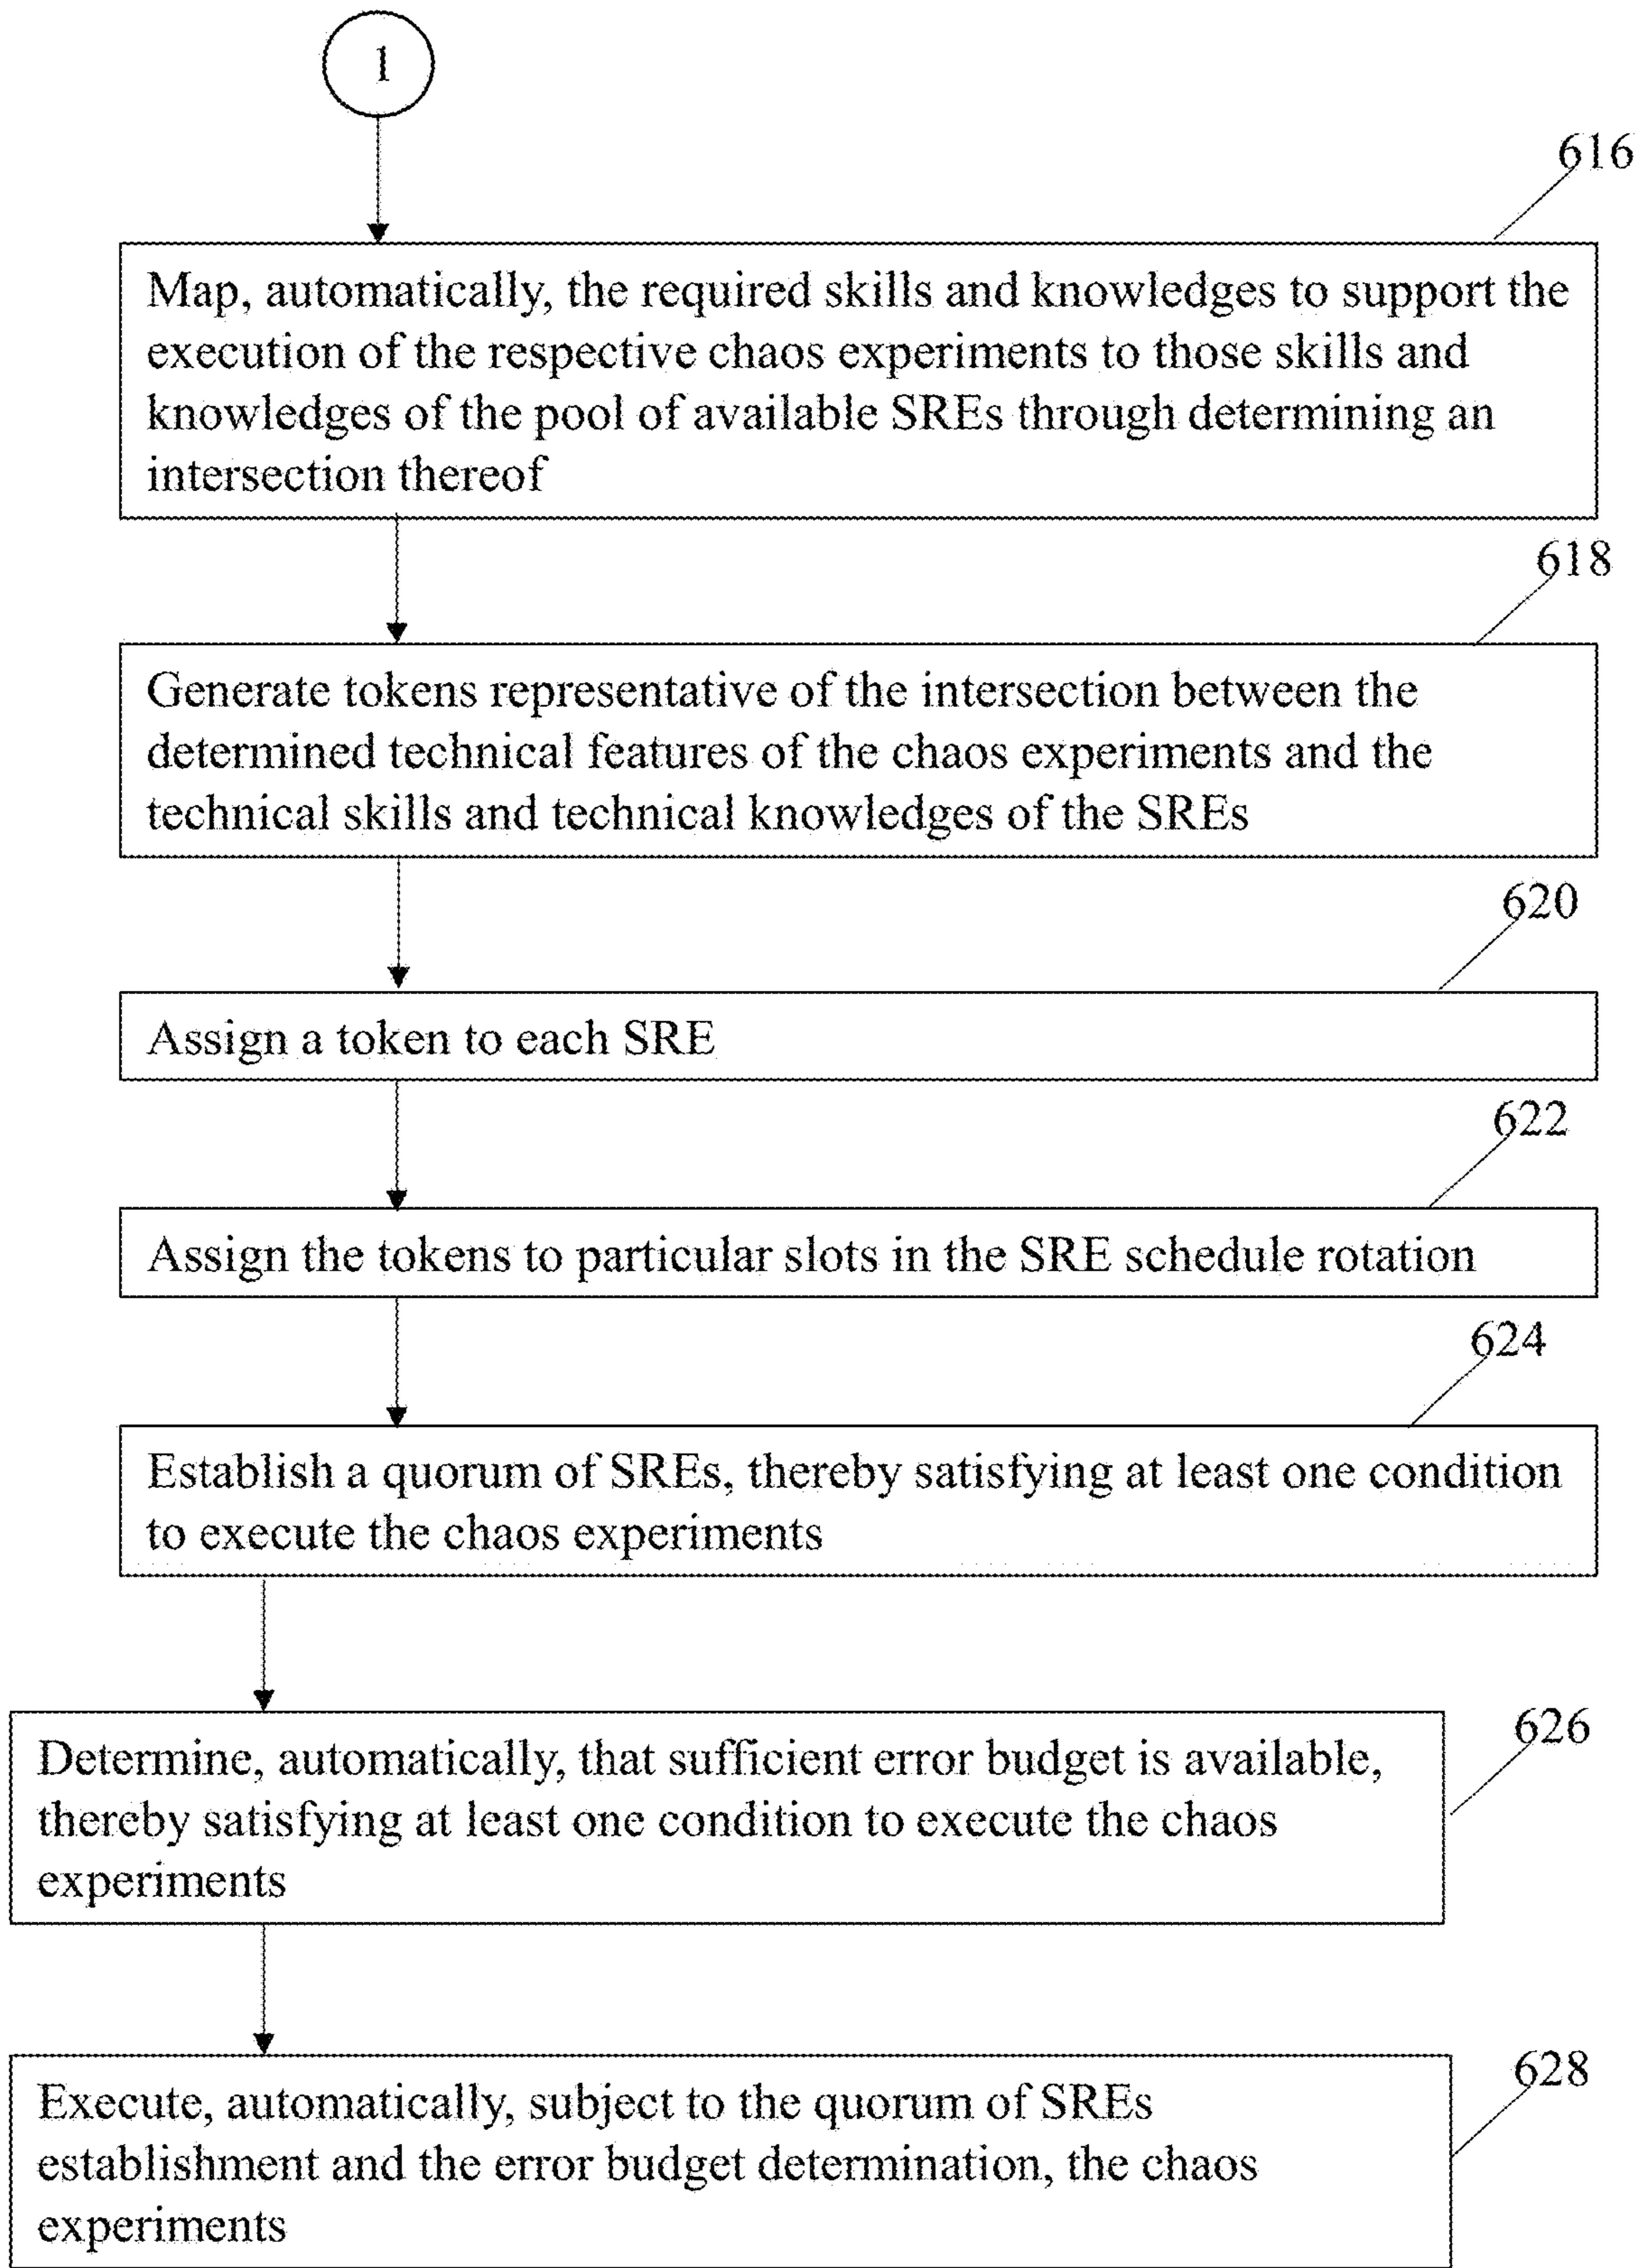 1
616
Map, automatically, the required skills and knowledges to support the
execution of the respective chaos experiments to those skills and
knowledges of the pool of available SREs through determining an
intersection thereof
618
Generate tokens representative of the intersection between the
determined technical features of the chaos experiments and the
technical skills and technical knowledges of the SREs
620
Assign a token to each SRE
622
Assign the tokens to particular slots in the SRE schedule rotation
624
Establish a quorum of SREs, thereby satisfying at least one condition
to execute the chaos experiments
626
Determine, automatically, that sufficient error budget is available,
thereby satisfying at least one condition to execute the chaos
experiments
628
Execute, automatically, subject to the quorum of SREs
establishment and the error budget determination, the chaos
experiments